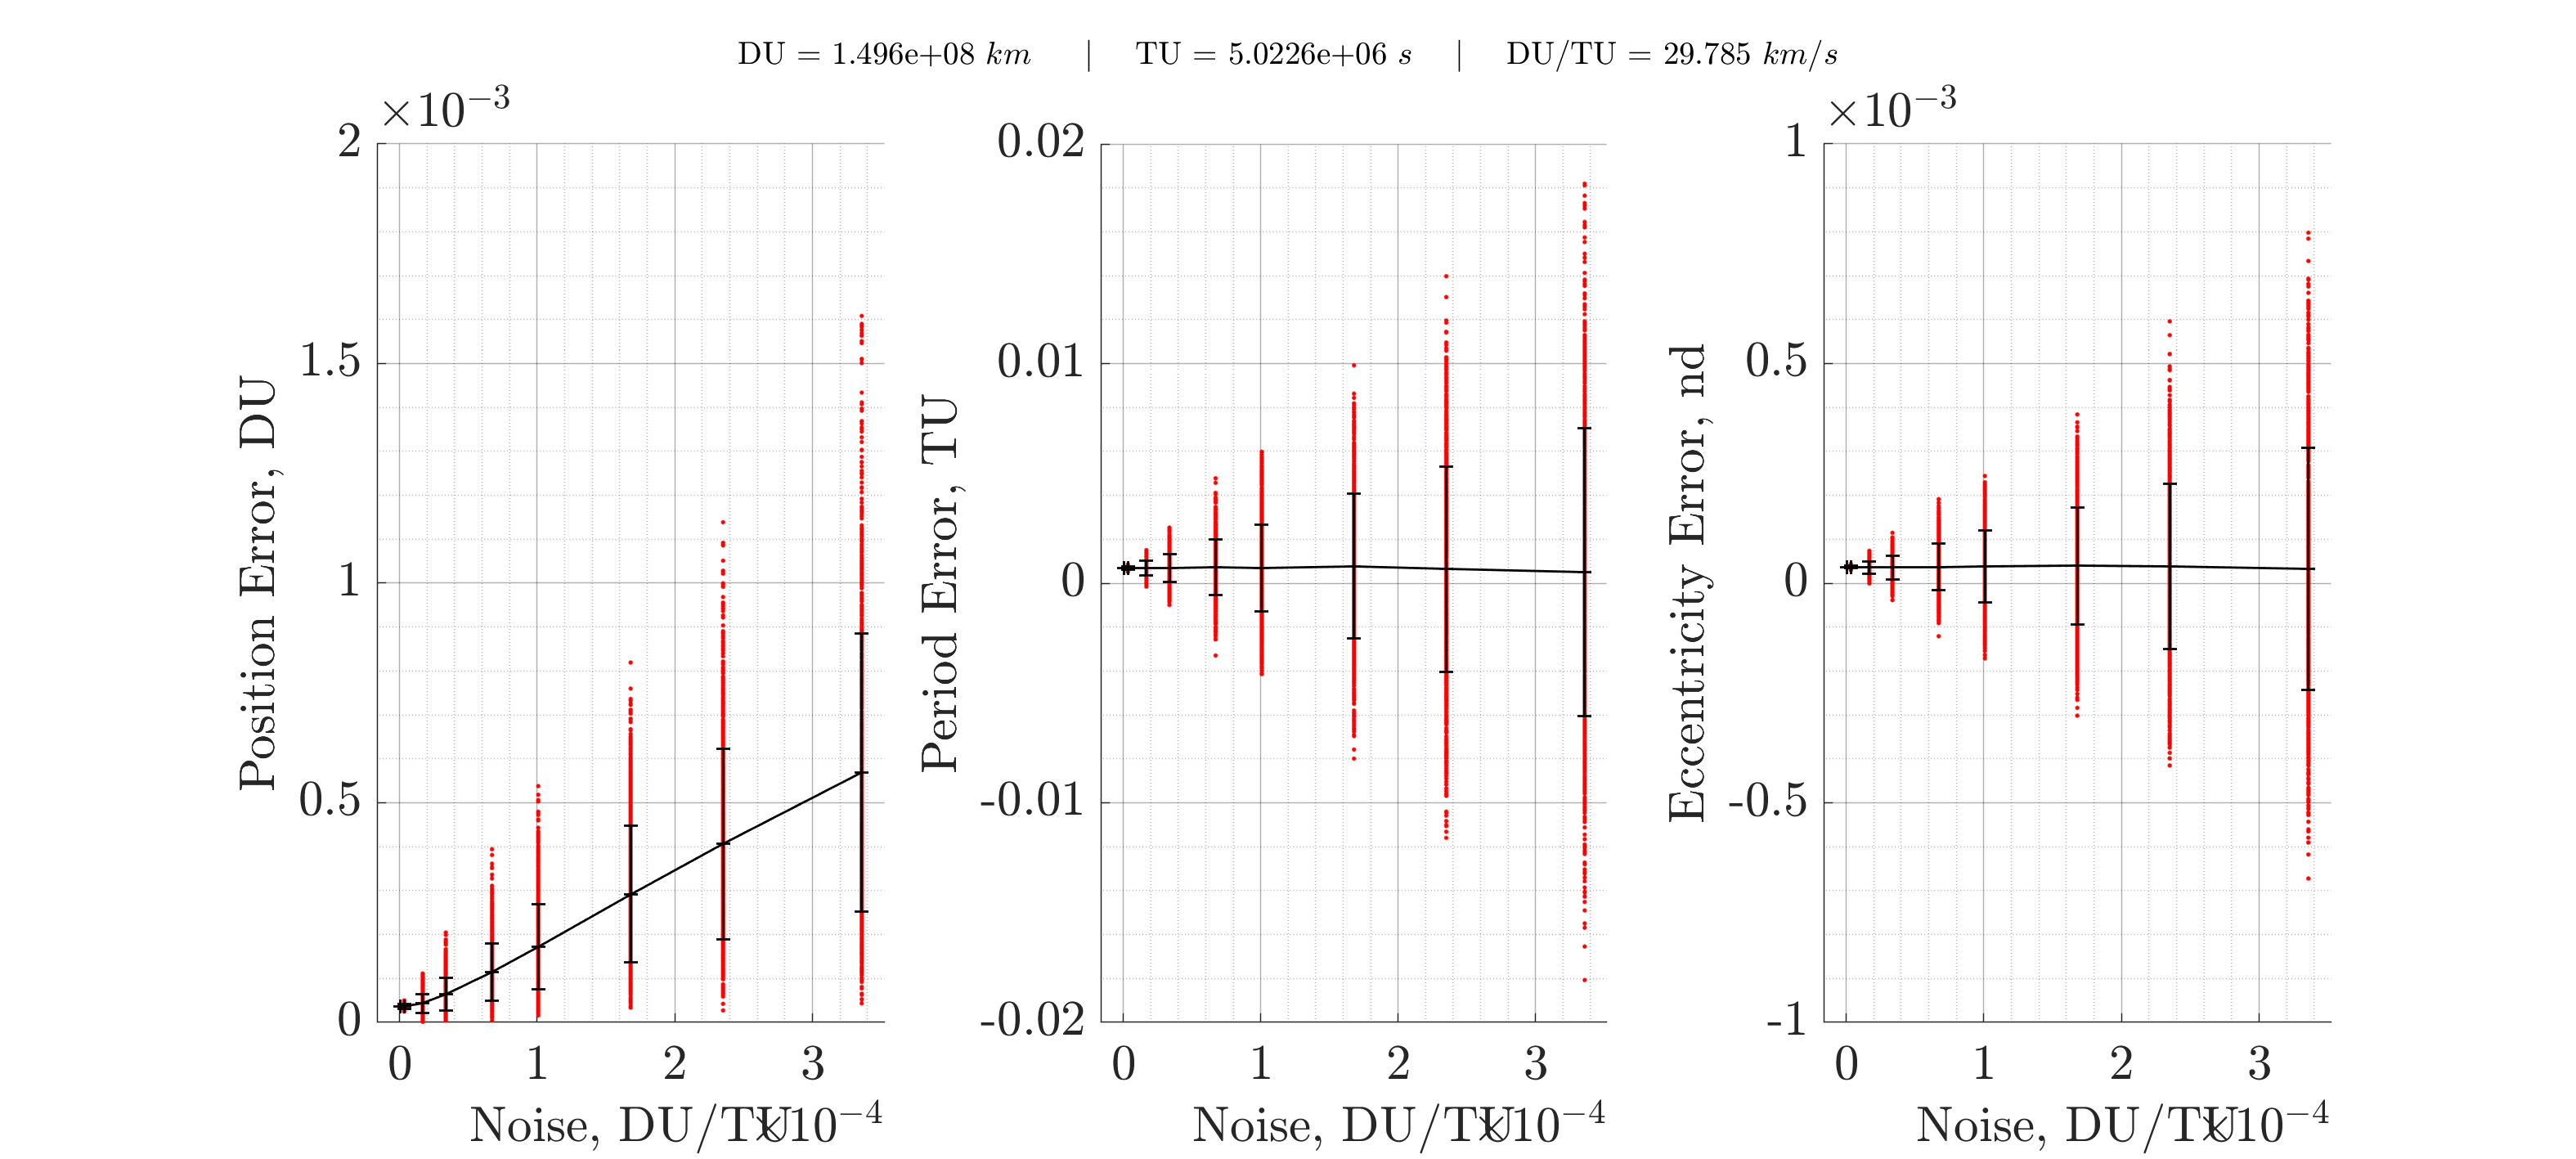 DU = 1.496e+08 km | TU = 5.0226e+06 s | DU/TU = 29.785 km/s
×10⁻³
2
1.5
1
0.5
0
Position Error, DU
0 1 2 3
Noise, DU/TU
×10⁻⁴
0.02
0.01
0
-0.01
-0.02
Period Error, TU
0 1 2 3
Noise, DU/TU
×10⁻⁴
×10⁻³
1
0.5
0
-0.5
-1
Eccentricity Error, nd
0 1 2 3
Noise, DU/TU
×10⁻⁴